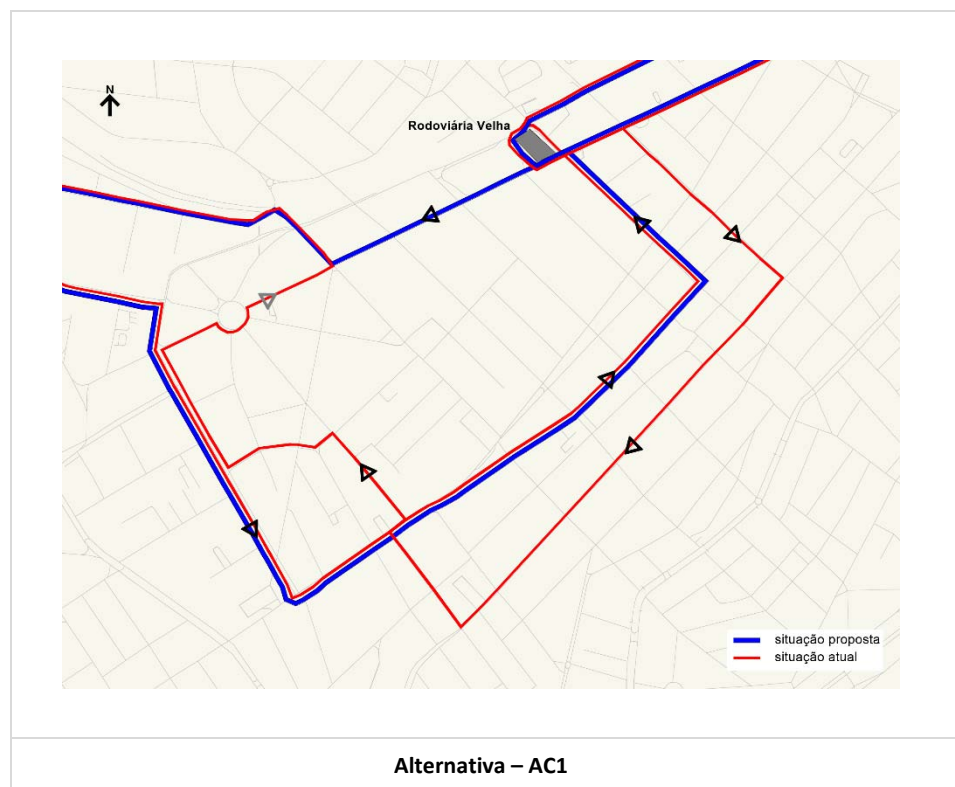 N
Rodoviária Velha
situação proposta
situação atual
Alternativa – AC1